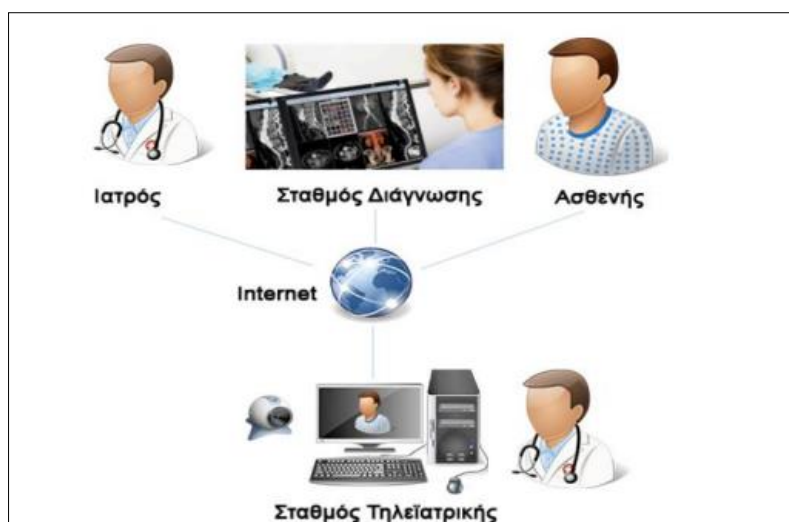 Ιατρός
Σταθμός Διάγνωσης
Ασθενής
Internet
Σταθμός Τηλεϊατρικής